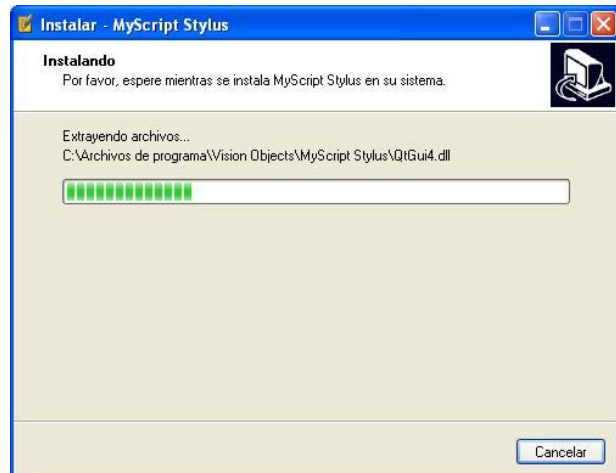 Instalar - MyScript Stylus
Instalando
Por favor, espere mientras se instala MyScript Stylus en su sistema.
Extrayendo archivos...
C:\Archivos de programa\Vision Objects\MyScript Stylus\QtGui4.dll
Cancelar